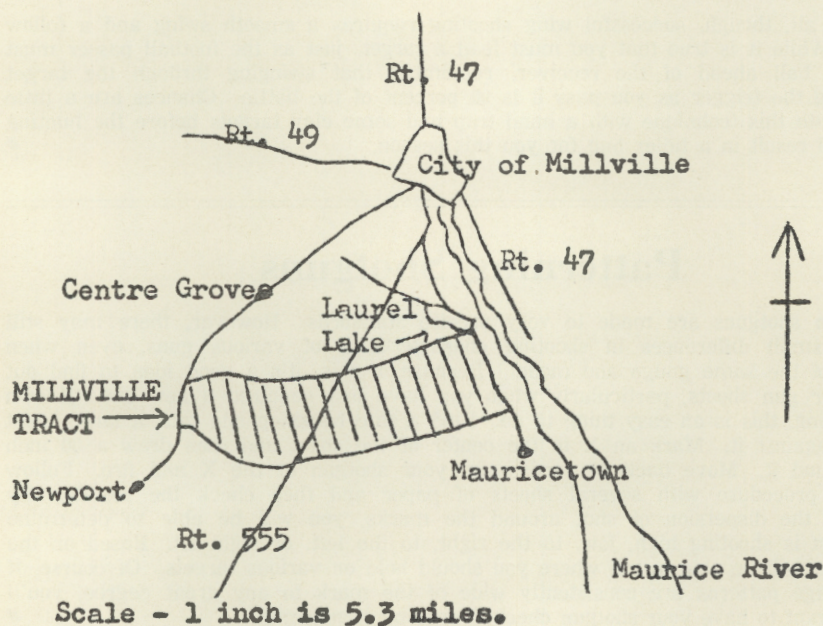 Rt. 47
Rt. 49
City of Millville
Rt. 47
Centre Grove
Laurel
Lake
MILLVILLE
TRACT
Mauricetown
Newport
Rt. 555
Maurice River
Scale - 1 inch is 5.3 miles.